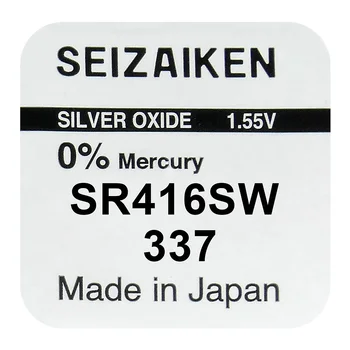 SEIZAIKEN
SILVER OXIDE 1.55V
0% Mercury
SR416SW
337
Made in Japan